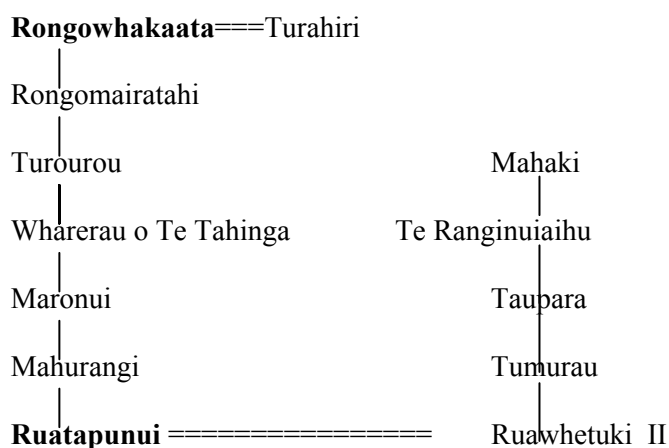 Rongowhakaata===Turahiri
Rongomairatahi
Turourou Mahaki
Wharerau o Te Tahinga Te Ranginuiaihu
Maronui Taupara
Mahurangi Tumurau
Ruatapunui ================ Ruawhetuki II